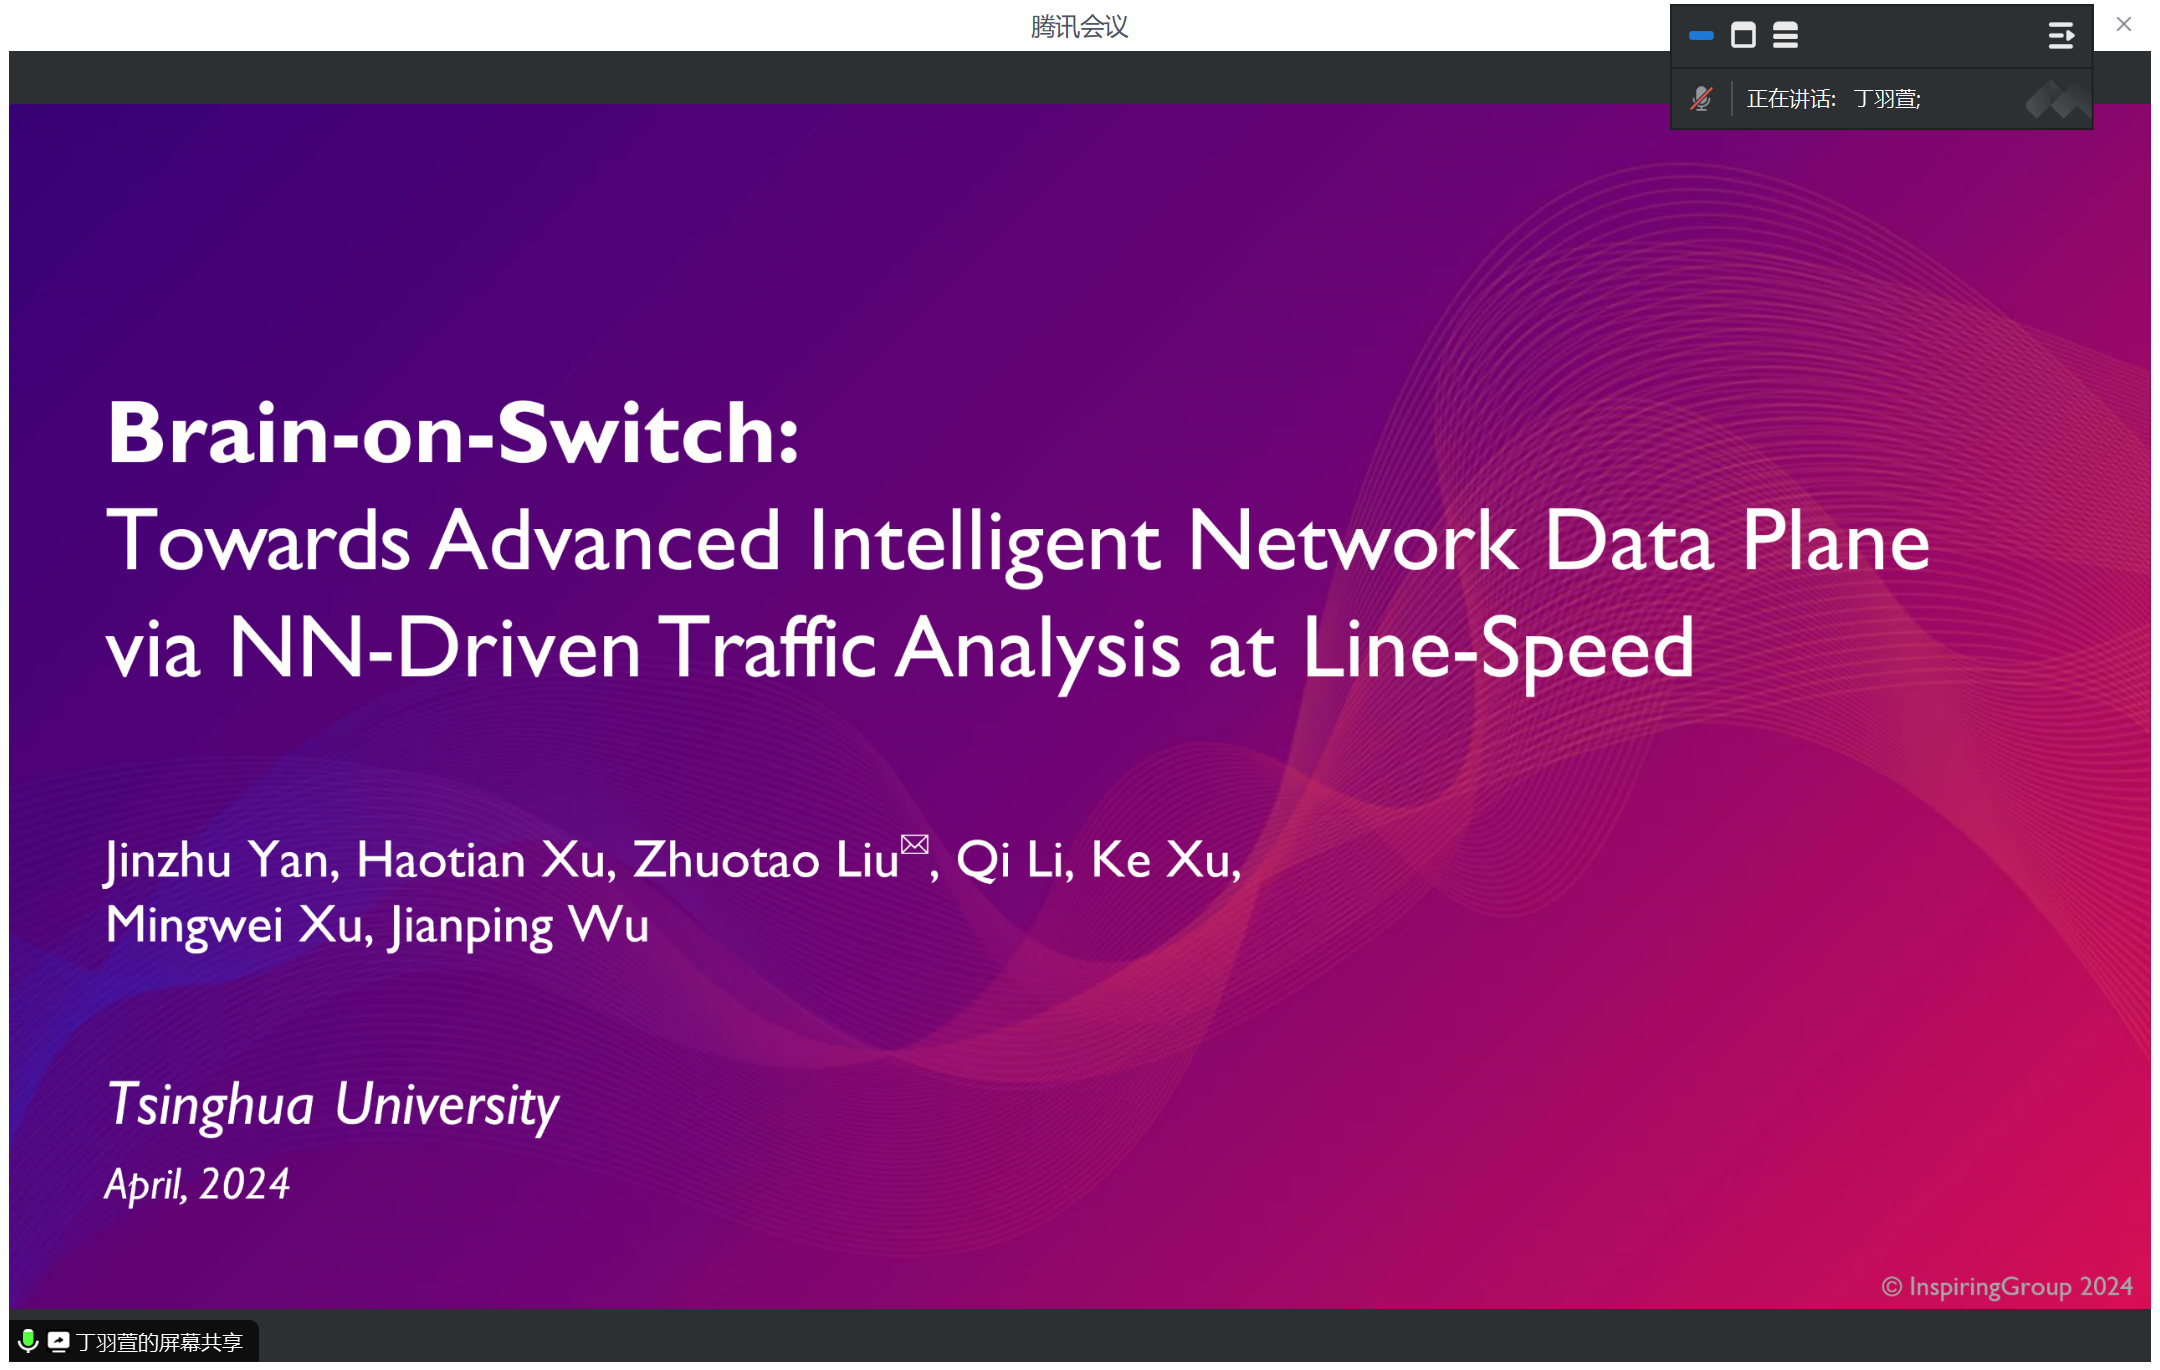 腾讯会议
正在讲话: 丁羽萱;
Brain-on-Switch:
Towards Advanced Intelligent Network Data Plane
via NN-Driven Traffic Analysis at Line-Speed
Jinzhu Yan, Haotian Xu, Zhuotao Liu✉, Qi Li, Ke Xu,
Mingwei Xu, Jianping Wu
Tsinghua University
April, 2024
© InspiringGroup 2024
丁羽萱的屏幕共享